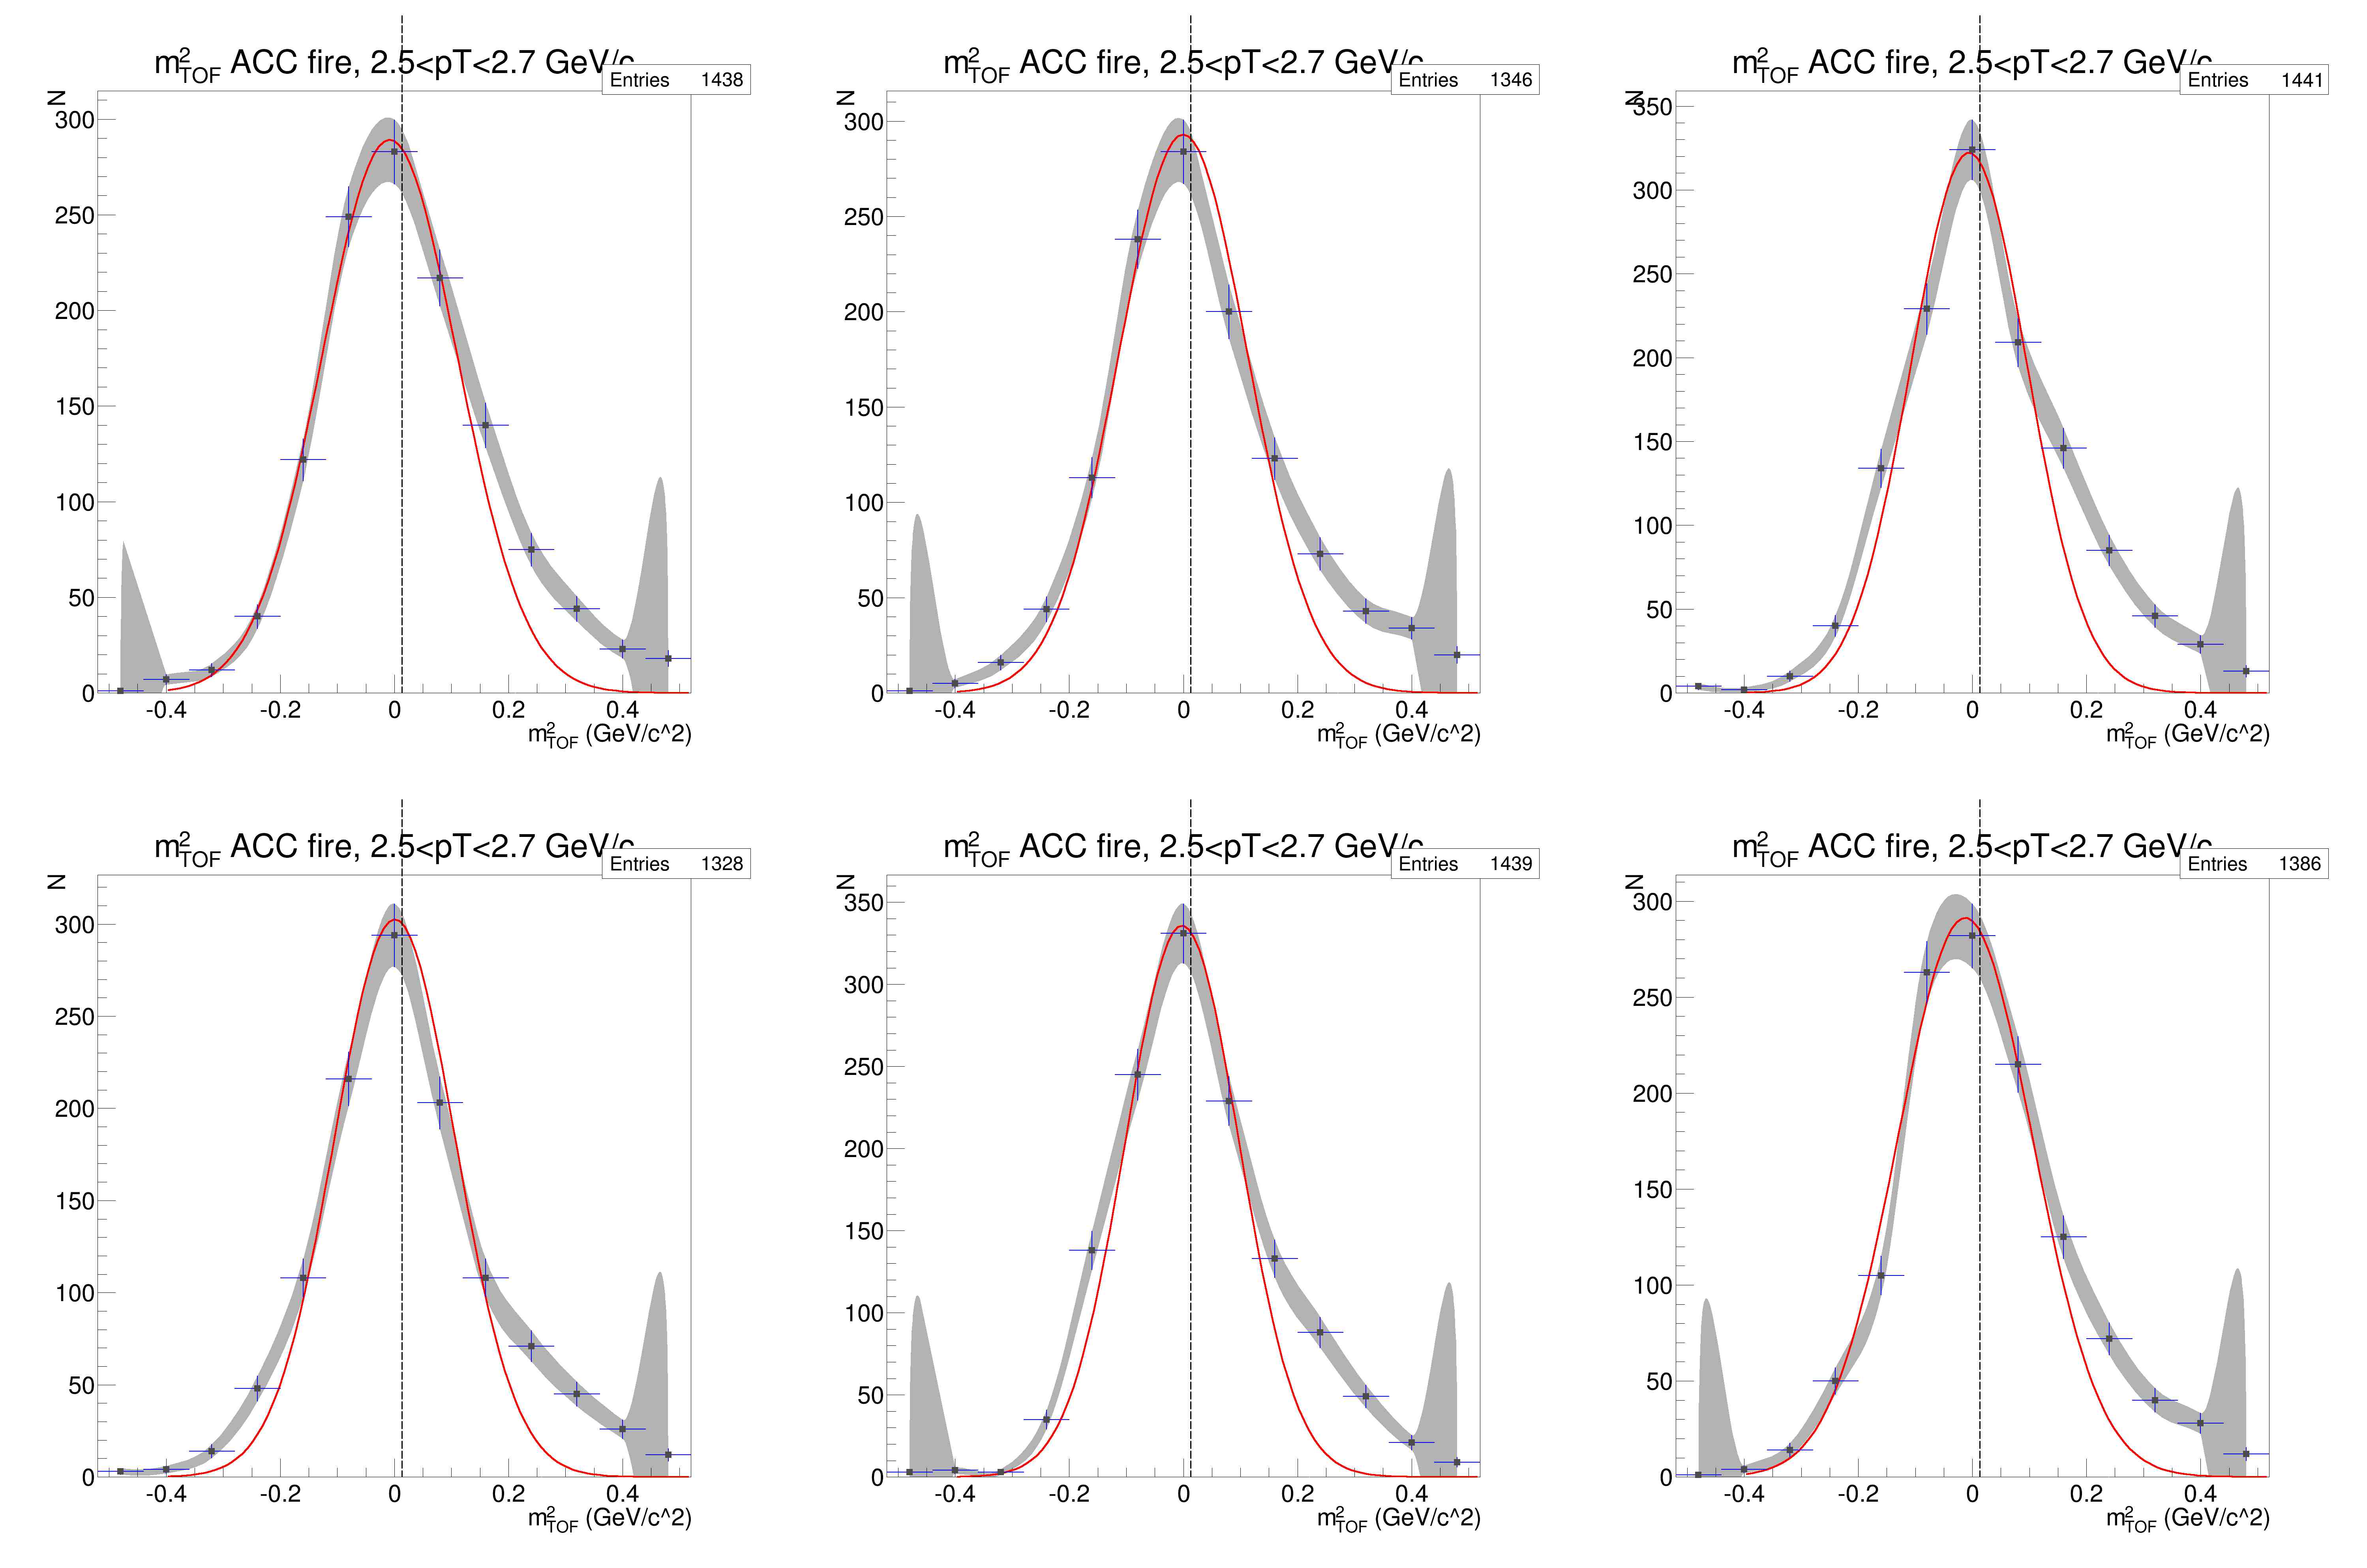 m²TOF ACC fire, 2.5<pT<2.7 GeV/c
Entries 1438
N
300
250
200
150
100
50
0
-0.4 -0.2 0 0.2 0.4
m²TOF (GeV/c^2)
m²TOF ACC fire, 2.5<pT<2.7 GeV/c
Entries 1346
N
300
250
200
150
100
50
0
-0.4 -0.2 0 0.2 0.4
m²TOF (GeV/c^2)
m²TOF ACC fire, 2.5<pT<2.7 GeV/c
Entries 1441
N
350
300
250
200
150
100
50
0
-0.4 -0.2 0 0.2 0.4
m²TOF (GeV/c^2)
m²TOF ACC fire, 2.5<pT<2.7 GeV/c
Entries 1328
N
300
250
200
150
100
50
0
-0.4 -0.2 0 0.2 0.4
m²TOF (GeV/c^2)
m²TOF ACC fire, 2.5<pT<2.7 GeV/c
Entries 1439
N
350
300
250
200
150
100
50
0
-0.4 -0.2 0 0.2 0.4
m²TOF (GeV/c^2)
m²TOF ACC fire, 2.5<pT<2.7 GeV/c
Entries 1386
N
300
250
200
150
100
50
0
-0.4 -0.2 0 0.2 0.4
m²TOF (GeV/c^2)